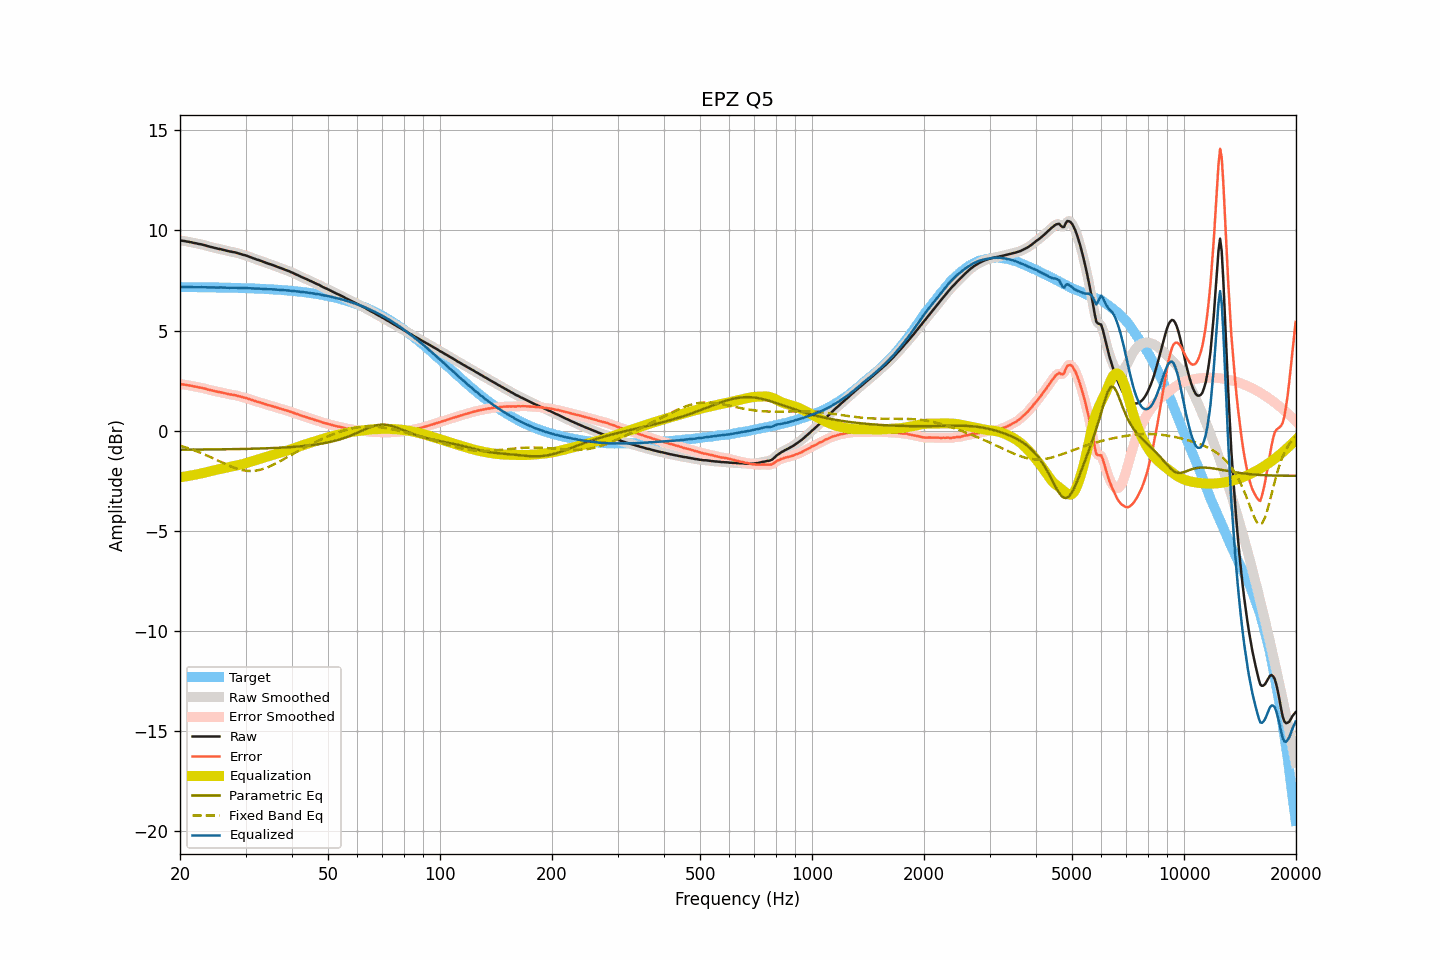 EPZ Q5
15
10
5
0
−5
−10
−15
−20
Amplitude (dBr)
Target
Raw Smoothed
Error Smoothed
Raw
Error
Equalization
Parametric Eq
Fixed Band Eq
Equalized
20 50 100 200 500 1000 2000 5000 10000 20000
Frequency (Hz)